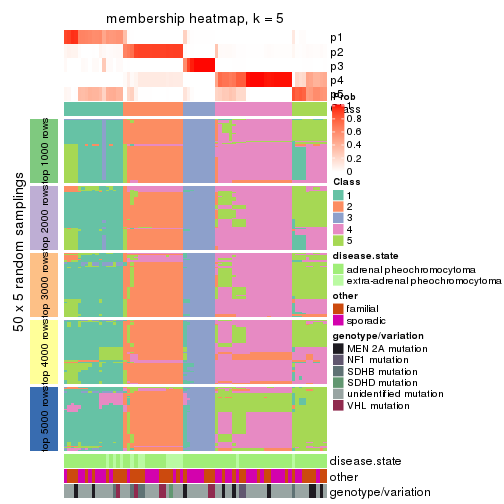 membership heatmap, k = 5
p1
p2
p3
p4
p5
Class
Prob
1
0.8
0.6
0.4
0.2
0
Class
1
2
3
4
5
disease.state
adrenal pheochromocytoma
extra-adrenal pheochromocytoma
other
familial
sporadic
genotype/variation
MEN 2A mutation
NF1 mutation
SDHB mutation
SDHD mutation
unidentified mutation
VHL mutation
50 x 5 random samplings
top 1000 rows
top 2000 rows
top 3000 rows
top 4000 rows
top 5000 rows
disease.state
other
genotype/variation